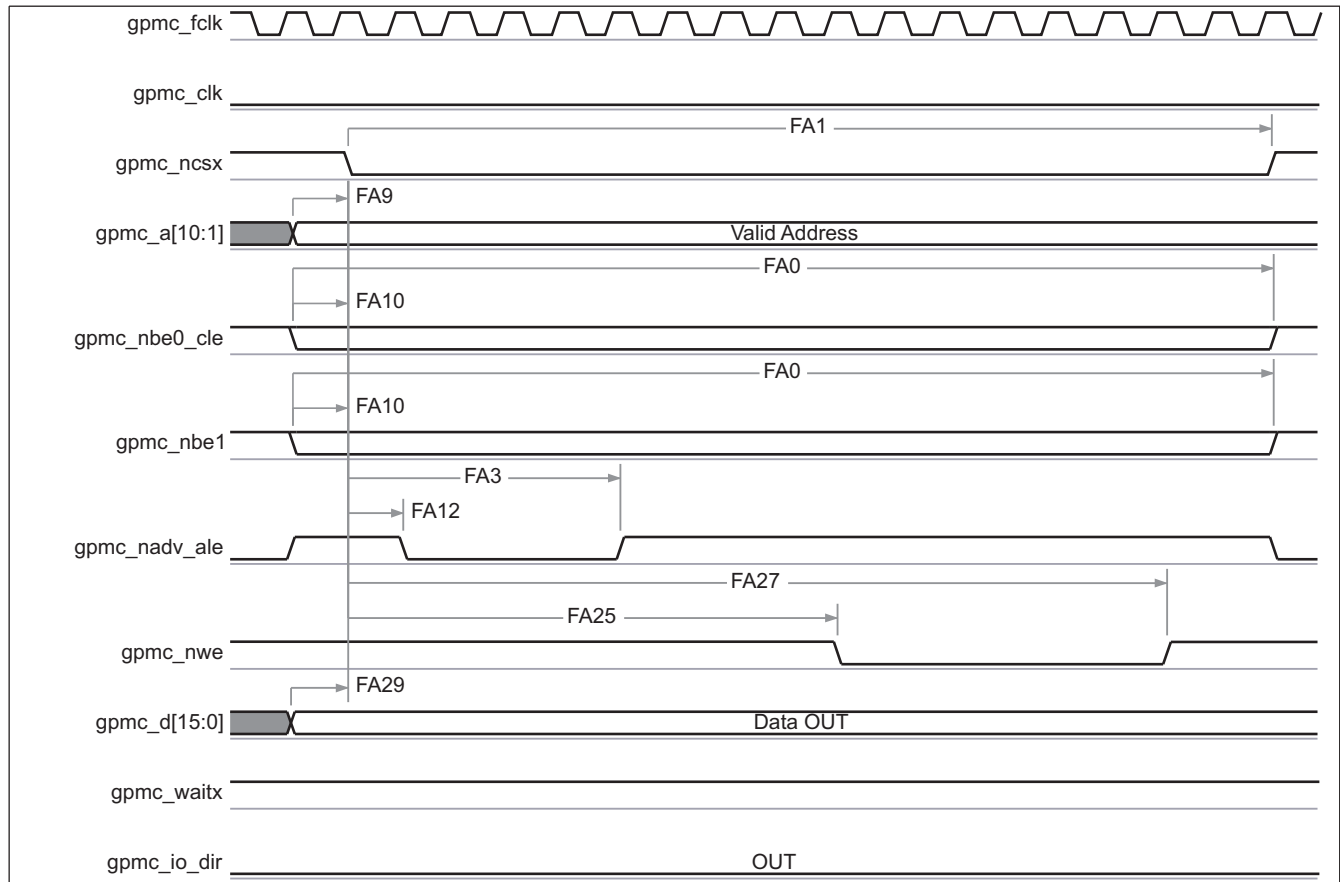 gpmc_fclk
gpmc_clk
FA1
gpmc_ncsx
FA9
gpmc_a[10:1]
Valid Address
FA0
FA10
gpmc_nbe0_cle
FA0
FA10
gpmc_nbe1
FA3
FA12
gpmc_nadv_ale
FA27
FA25
gpmc_nwe
FA29
gpmc_d[15:0]
Data OUT
gpmc_waitx
gpmc_io_dir
OUT